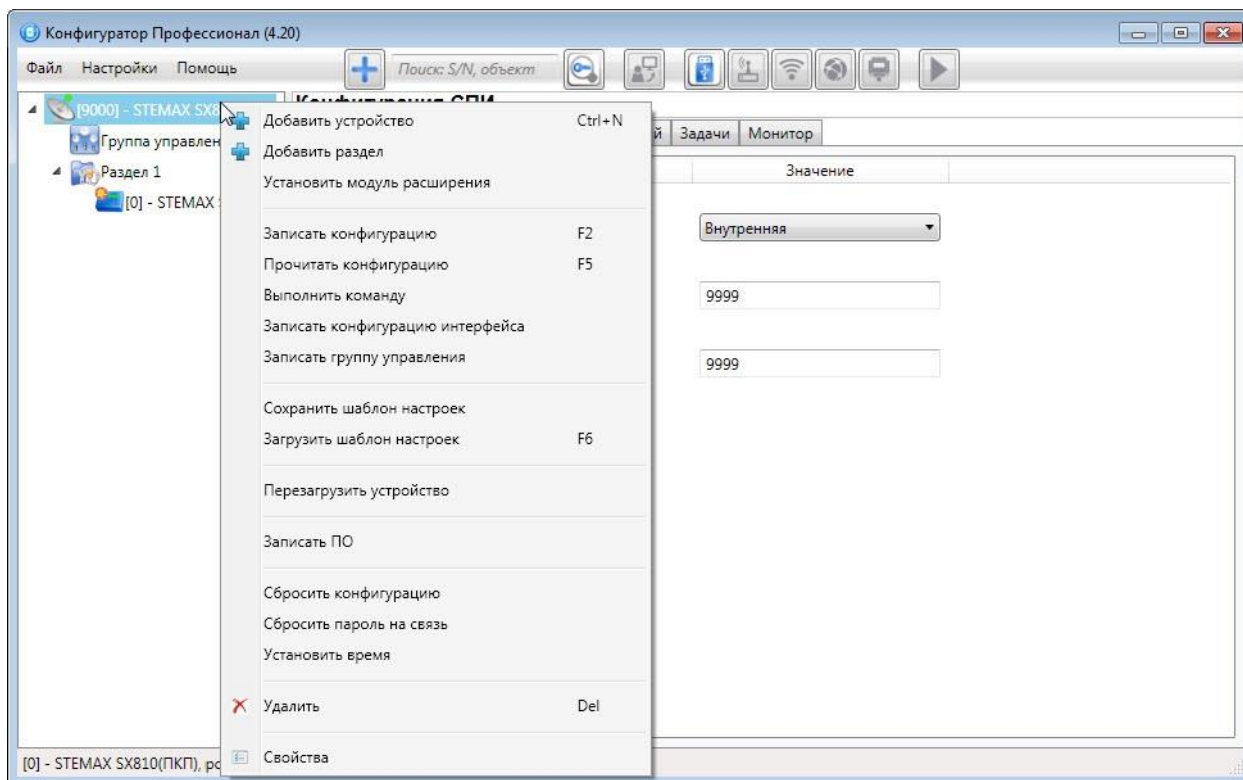 Конфигуратор Профессионал (4.20)
Файл Настройки Помощь Поиск: S/N, объект
[9000] - STEMAX SX8
Группа управлен
Раздел 1
[0] - STEMAX
Конфигурация СПИ
й Задачи Монитор
Значение
Внутренняя
9999
9999
Добавить устройство Ctrl+N
Добавить раздел
Установить модуль расширения
Записать конфигурацию F2
Прочитать конфигурацию F5
Выполнить команду
Записать конфигурацию интерфейса
Записать группу управления
Сохранить шаблон настроек
Загрузить шаблон настроек F6
Перезагрузить устройство
Записать ПО
Сбросить конфигурацию
Сбросить пароль на связь
Установить время
Удалить Del
Свойства
[0] - STEMAX SX810(ПКП), рс